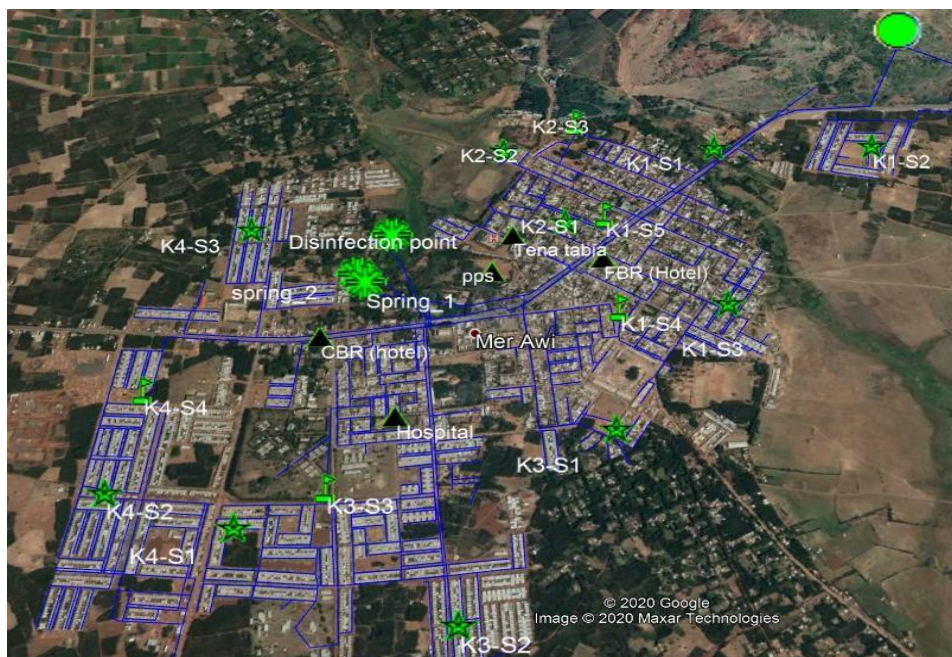 K2-S3
K2-S2
K1-S1
K1-S2
K2-S1
K1-S5
H
Tena tabia
K4-S3
Disinfection point
FBR (Hotel)
pps
spring_2
Spring_1
K1-S4
Mer Awi
K1-S3
CBR (hotel)
K4-S4
Hospital
K3-S1
K3-S3
K4-S2
K4-S1
© 2020 Google
Image © 2020 Maxar Technologies
K3-S2